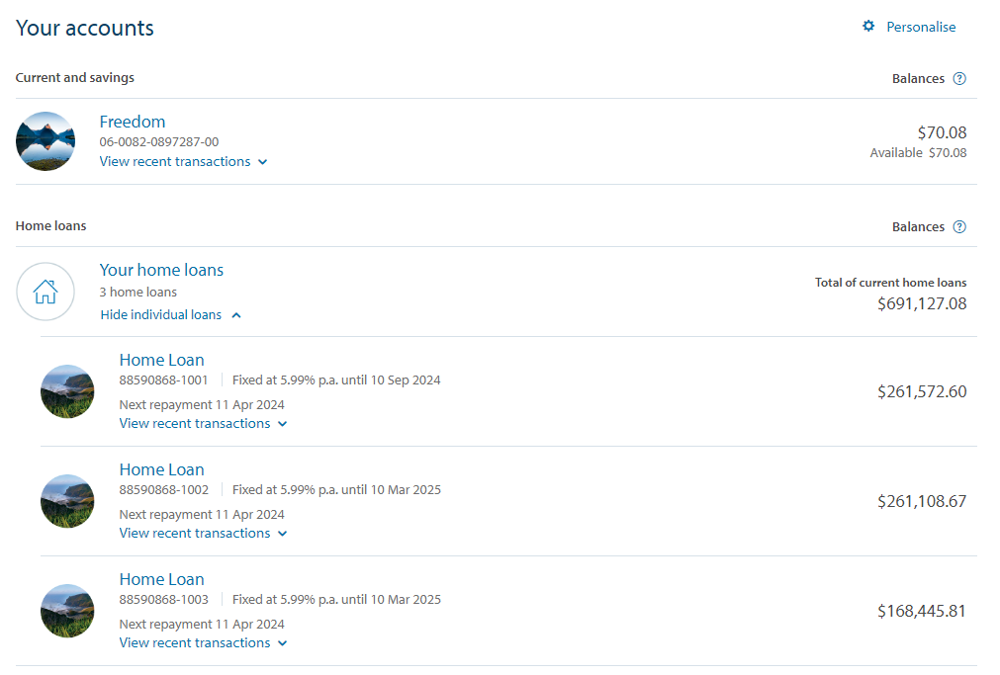 Your accounts
Personalise
Current and savings
Balances ?
Freedom
06-0082-0897287-00
View recent transactions
$70.08
Available $70.08
Home loans
Balances ?
Your home loans
3 home loans
Hide individual loans
Total of current home loans
$691,127.08
Home Loan
88590868-1001 Fixed at 5.99% p.a. until 10 Sep 2024
Next repayment 11 Apr 2024
View recent transactions
$261,572.60
Home Loan
88590868-1002 Fixed at 5.99% p.a. until 10 Mar 2025
Next repayment 11 Apr 2024
View recent transactions
$261,108.67
Home Loan
88590868-1003 Fixed at 5.99% p.a. until 10 Mar 2025
Next repayment 11 Apr 2024
View recent transactions
$168,445.81